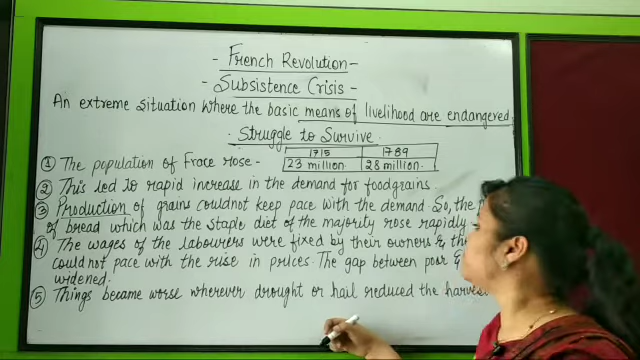 - French Revolution -
- Subsistence Crisis -
An extreme situation where the basic means of livelihood are endangered.
Struggle to Survive
① The population of Frace rose - 1715 1789
23 million. 28 million.
② This led to rapid increase in the demand for foodgrains.
③ Production of grains couldnot keep pace with the demand. So, the
of bread which was the staple diet of the majority rose rapidly.
④ The wages of the labourers were fixed by their owners &
could not pace with the rise in prices. The gap between poor &
widened.
⑤ Things became worse wherever drought or hail reduced the harvest